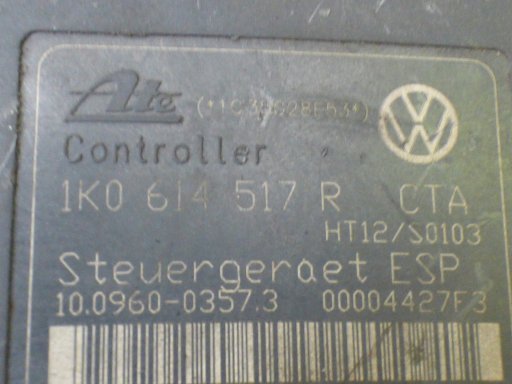 Ate
Controller
1K0 614 517 R CTA
HT12/S0103
Steuergeraet ESP
10.0960-0357.3 00004427F3